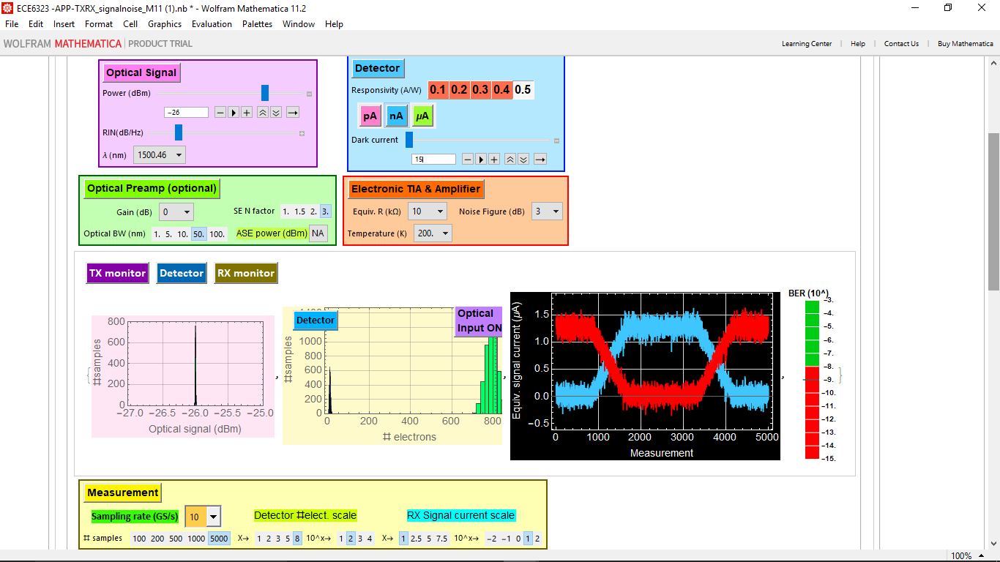 ECE6323 -APP-TXRX_signalnoise_M11 (1).nb * - Wolfram Mathematica 11.2
File Edit Insert Format Cell Graphics Evaluation Palettes Window Help
WOLFRAM MATHEMATICA | PRODUCT TRIAL
Learning Center | Help | Contact Us | Buy Mathematica
Optical Signal
Power (dBm)
-26
RIN(dB/Hz)
λ (nm) 1500.46
Detector
Responsivity (A/W) 0.1 0.2 0.3 0.4 0.5
pA nA µA
Dark current
15
Optical Preamp (optional)
Gain (dB) 0 SE N factor 1. 1.5 2. 3.
Optical BW (nm) 1. 5. 10. 50. 100. ASE power (dBm) NA
Electronic TIA & Amplifier
Equiv. R (kΩ) 10 Noise Figure (dB) 3
Temperature (K) 200.
TX monitor Detector RX monitor
#samples
800
600
400
200
0
-27.0 -26.5 -26.0 -25.5 -25.0
Optical signal (dBm)
Detector
Optical
Input ON
#samples
1000
800
600
400
200
0
0 200 400 600 800
# electrons
Equiv. signal current (µA)
1.5
1.0
0.5
0.0
-0.5
0 1000 2000 3000 4000 5000
Measurement
BER (10^)
-3.
-4.
-5.
-6.
-7.
-8.
-9.
-10.
-11.
-12.
-13.
-14.
-15.
Measurement
Sampling rate (GS/s) 10 Detector #elect. scale RX Signal current scale
# samples 100 200 500 1000 5000 X→ 1 2 3 5 8 10^x→ 1 2 3 4 X→ 1 2.5 5 7.5 10^x→ -2 -1 0 1 2
100%